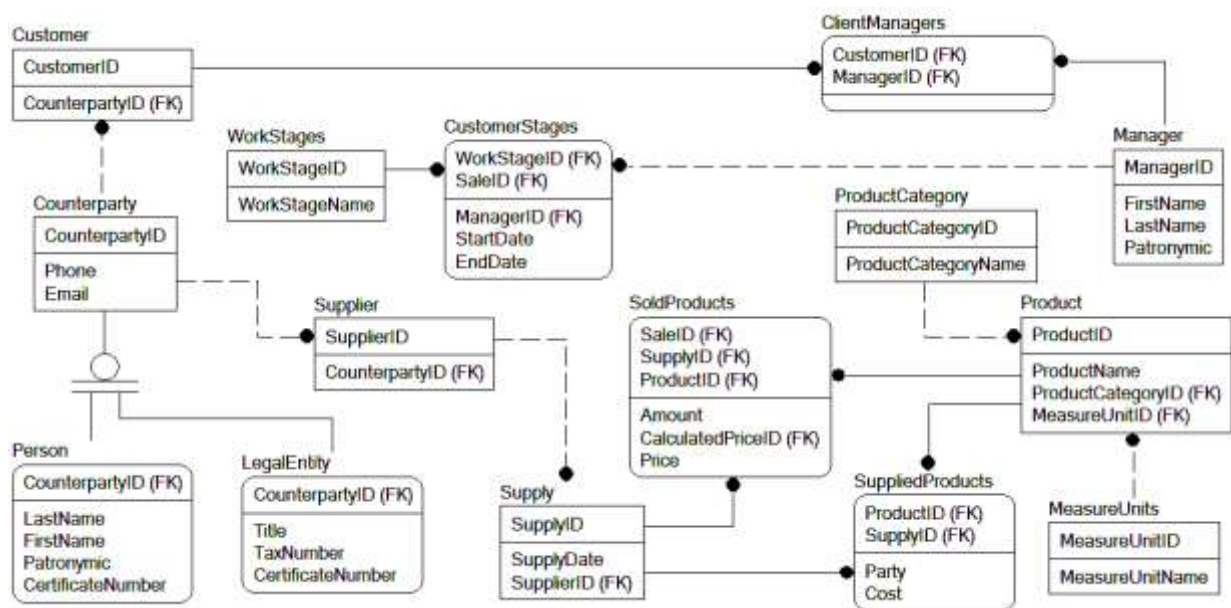 Customer
CustomerID
CounterpartyID (FK)
ClientManagers
CustomerID (FK)
ManagerID (FK)
WorkStages
WorkStageID
WorkStageName
CustomerStages
WorkStageID (FK)
SaleID (FK)
ManagerID (FK)
StartDate
EndDate
Manager
ManagerID
FirstName
LastName
Patronymic
Counterparty
CounterpartyID
Phone
Email
ProductCategory
ProductCategoryID
ProductCategoryName
Supplier
SupplierID
CounterpartyID (FK)
SoldProducts
SaleID (FK)
SupplyID (FK)
ProductID (FK)
Amount
CalculatedPriceID (FK)
Price
Product
ProductID
ProductName
ProductCategoryID (FK)
MeasureUnitID (FK)
Person
CounterpartyID (FK)
LastName
FirstName
Patronymic
CertificateNumber
LegalEntity
CounterpartyID (FK)
Title
TaxNumber
CertificateNumber
Supply
SupplyID
SupplyDate
SupplierID (FK)
SuppliedProducts
ProductID (FK)
SupplyID (FK)
Party
Cost
MeasureUnits
MeasureUnitID
MeasureUnitName